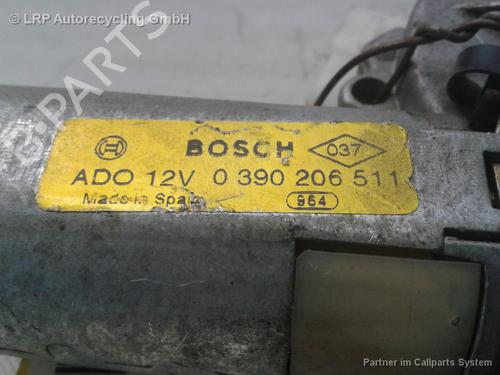 © LRP Autorecycling GmbH
B-PARTS
BOSCH 037
ADO 12V 0 390 206 511
Made in Spain
964
Partner im Callparts System